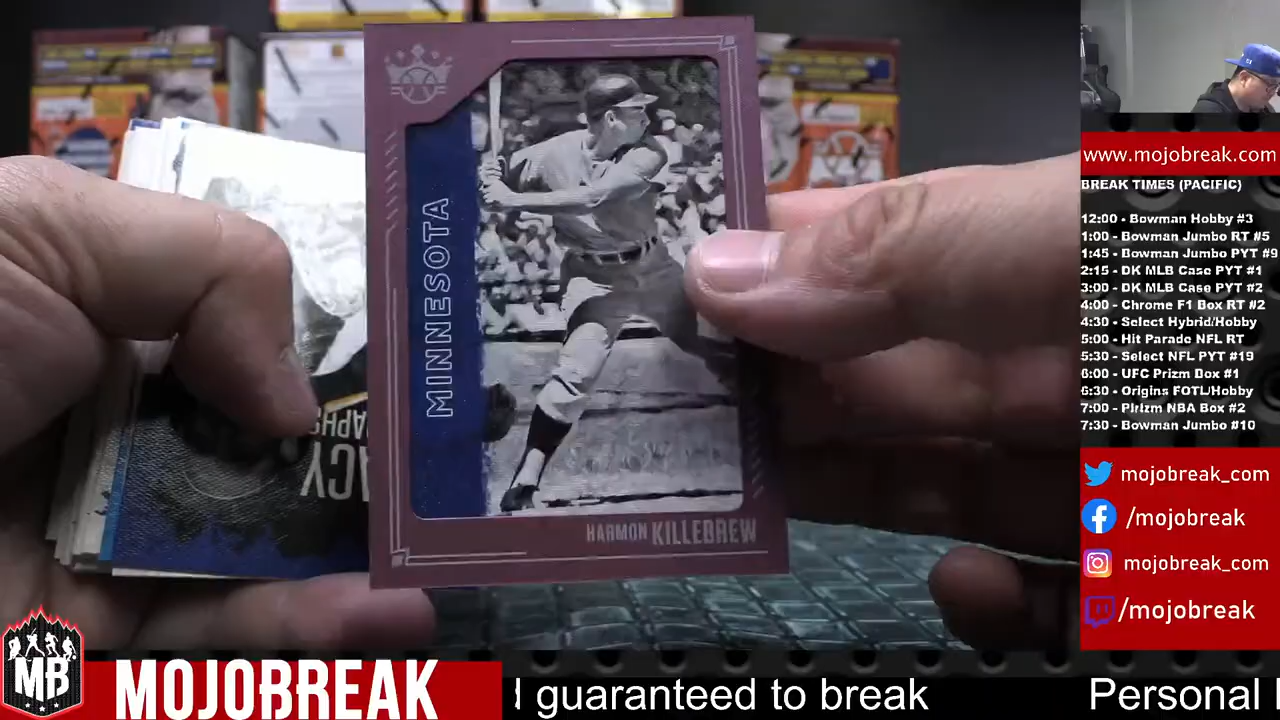 MINNESOTA
HARMON KILLEBREW
ACY
APHS
www.mojobreak.com
BREAK TIMES (PACIFIC)
12:00 • Bowman Hobby #3
1:00 - Bowman Jumbo RT #5
1:45 - Bowman Jumbo PYT #9
2:15 - DK MLB Case PYT #1
3:00 - DK MLB Case PYT #2
4:00 - Chrome F1 Box RT #2
4:30 - Select Hybrid/Hobby
5:00 - Hit Parade NFL RT
5:30 - Select NFL PYT #19
6:00 - UFC Prizm Box #1
6:30 - Origins FOTL/Hobby
7:00 - Pirizm NBA Box #2
7:30 - Bowman Jumbo #10
mojobreak_com
/mojobreak
mojobreak_com
/mojobreak
MB
MOJOBREAK
guaranteed to break
Personal